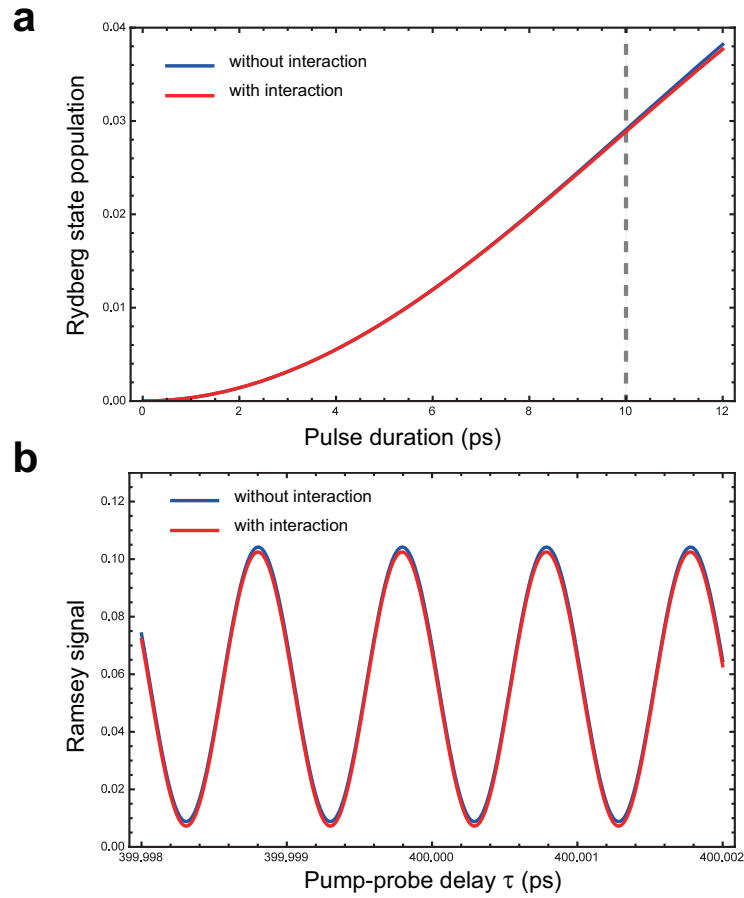 a
0.04
0.03
0.02
0.01
0.00
Rydberg state population
without interaction
with interaction
0 2 4 6 8 10 12
Pulse duration (ps)
b
0.12
0.10
0.08
0.06
0.04
0.02
0.00
Ramsey signal
without interaction
with interaction
399.998 399.999 400.000 400.001 400.002
Pump-probe delay τ (ps)